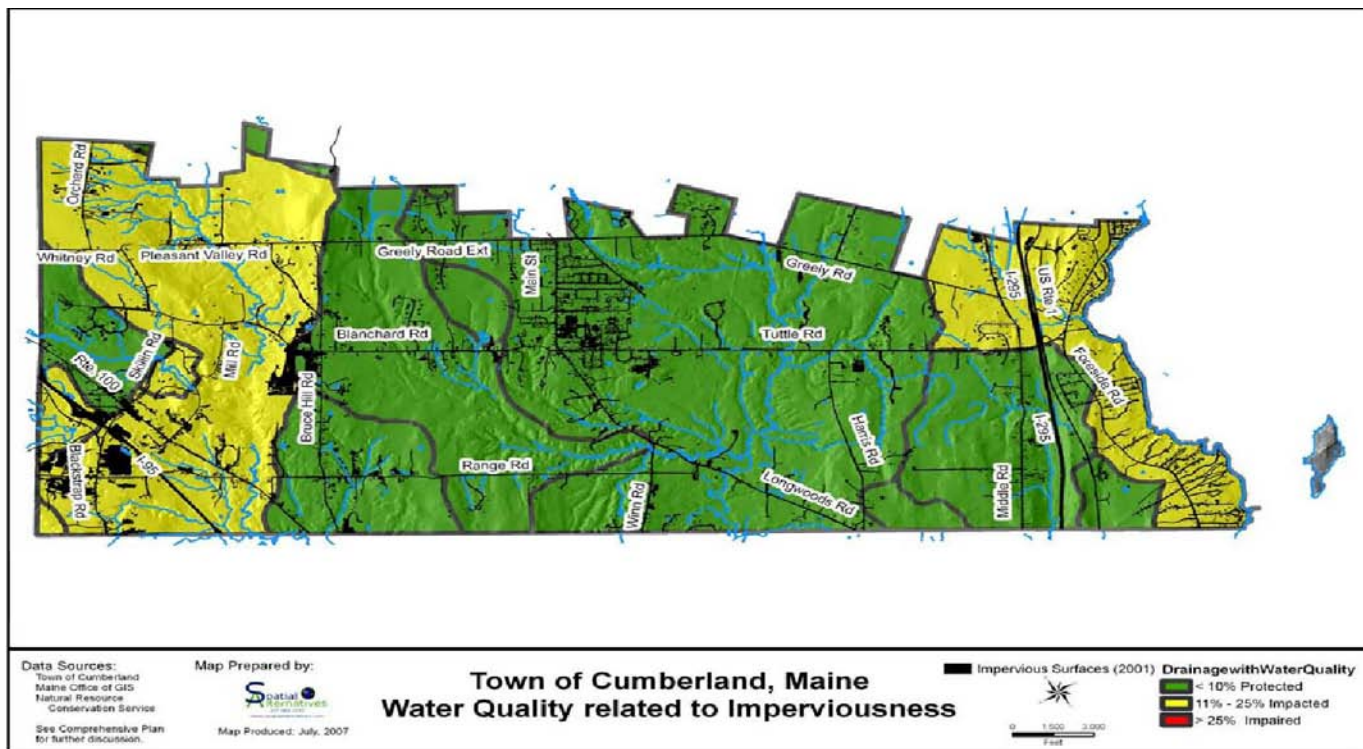 Orchard Rd
Whitney Rd
Pleasant Valley Rd
Greely Road Ext
Main St
Greely Rd
I-295
US Rte 1
Blanchard Rd
Tuttle Rd
Skillin Rd
Mill Rd
Rte. 100
Foreside Rd
Bruce Hill Rd
Harris Rd
I-295
Blackstrap Rd
I-95
Range Rd
Winn Rd
Longwoods Rd
Middle Rd
Data Sources:
Town of Cumberland
Maine Office of GIS
Natural Resource
Conservation Service
See Comprehensive Plan
for further discussion.
Map Prepared by:
Spatial
Alternatives
Map Produced: July, 2007
Town of Cumberland, Maine
Water Quality related to Imperviousness
Impervious Surfaces (2001)
0 1,500 3,000
Feet
DrainagewithWaterQuality
< 10% Protected
11% - 25% Impacted
> 25% Impaired